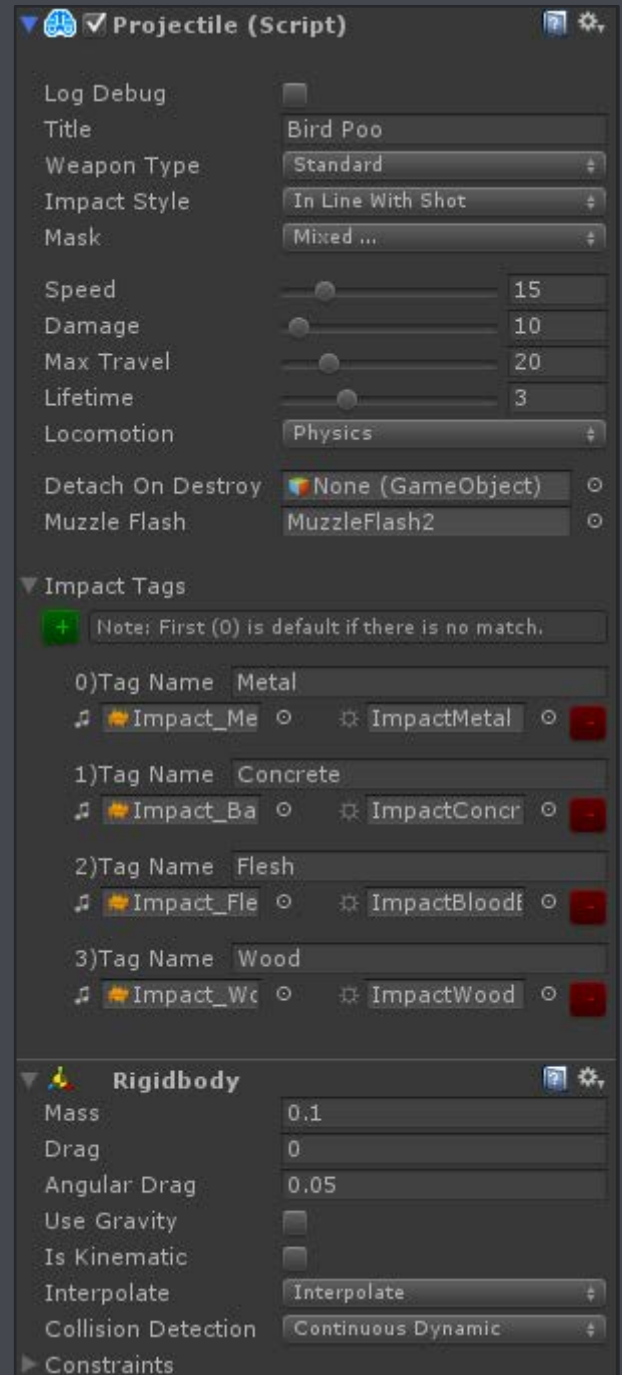 Projectile (Script)
Log Debug
Title Bird Poo
Weapon Type Standard
Impact Style In Line With Shot
Mask Mixed ...
Speed 15
Damage 10
Max Travel 20
Lifetime 3
Locomotion Physics
Detach On Destroy None (GameObject)
Muzzle Flash MuzzleFlash2
Impact Tags
+ Note: First (0) is default if there is no match.
0)Tag Name Metal
Impact_Me ImpactMetal -
1)Tag Name Concrete
Impact_Ba ImpactConcr -
2)Tag Name Flesh
Impact_Fle ImpactBlood -
3)Tag Name Wood
Impact_Wo ImpactWood -
Rigidbody
Mass 0.1
Drag 0
Angular Drag 0.05
Use Gravity
Is Kinematic
Interpolate Interpolate
Collision Detection Continuous Dynamic
Constraints